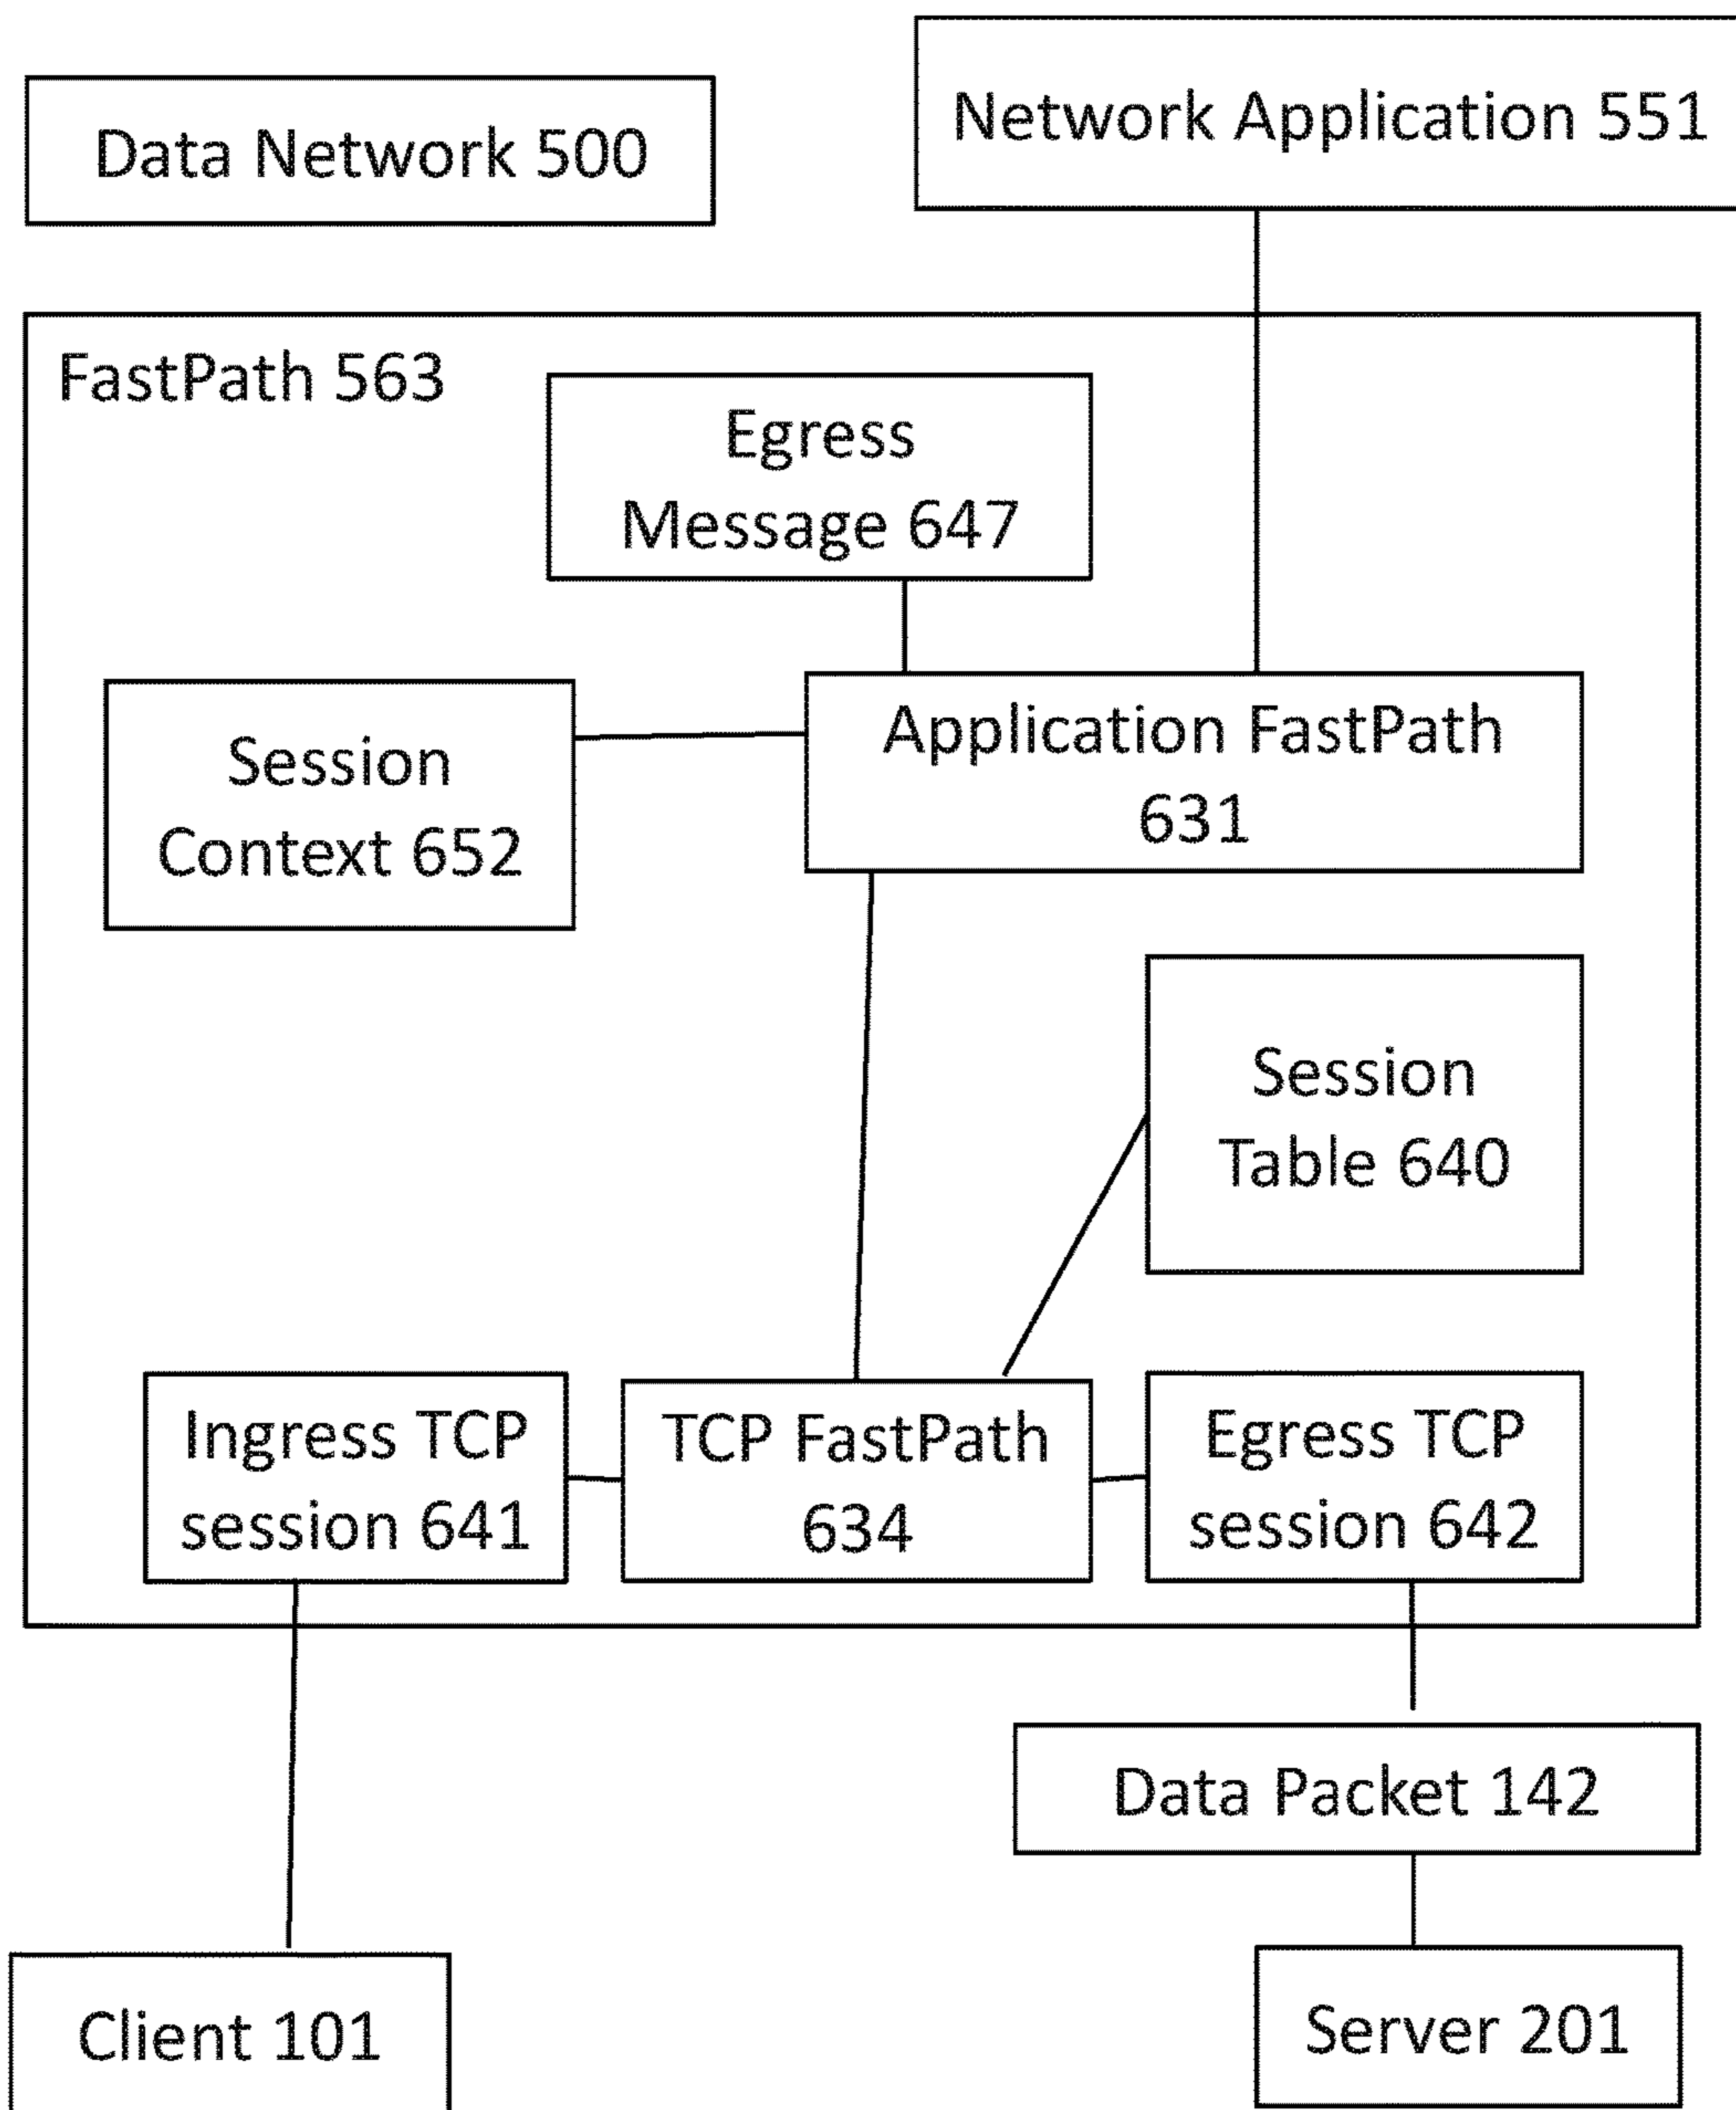 Network Application 551
Data Network 500
FastPath 563
Egress
Message 647
Session
Context 652
Application FastPath
631
Session
Table 640
Ingress TCP
session 641
TCP FastPath
634
Egress TCP
session 642
Data Packet 142
Client 101
Server 201